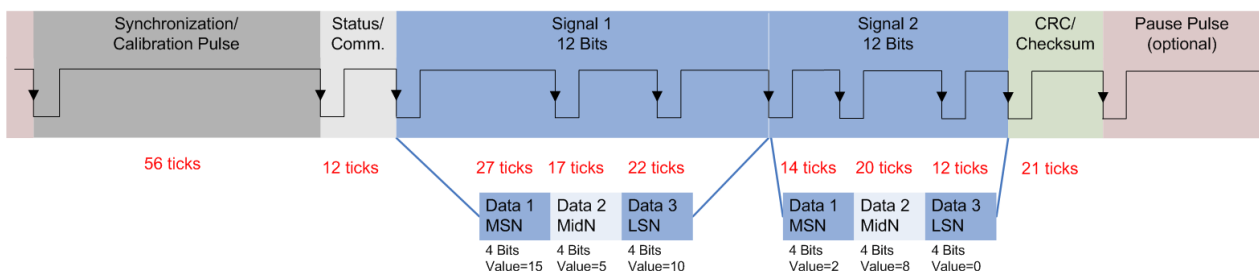 Synchronization/
Calibration Pulse
Status/
Comm.
Signal 1
12 Bits
Signal 2
12 Bits
CRC/
Checksum
Pause Pulse
(optional)
56 ticks
12 ticks
27 ticks
17 ticks
22 ticks
14 ticks
20 ticks
12 ticks
21 ticks
Data 1
MSN
Data 2
MidN
Data 3
LSN
Data 1
MSN
Data 2
MidN
Data 3
LSN
4 Bits
Value=15
4 Bits
Value=5
4 Bits
Value=10
4 Bits
Value=2
4 Bits
Value=8
4 Bits
Value=0